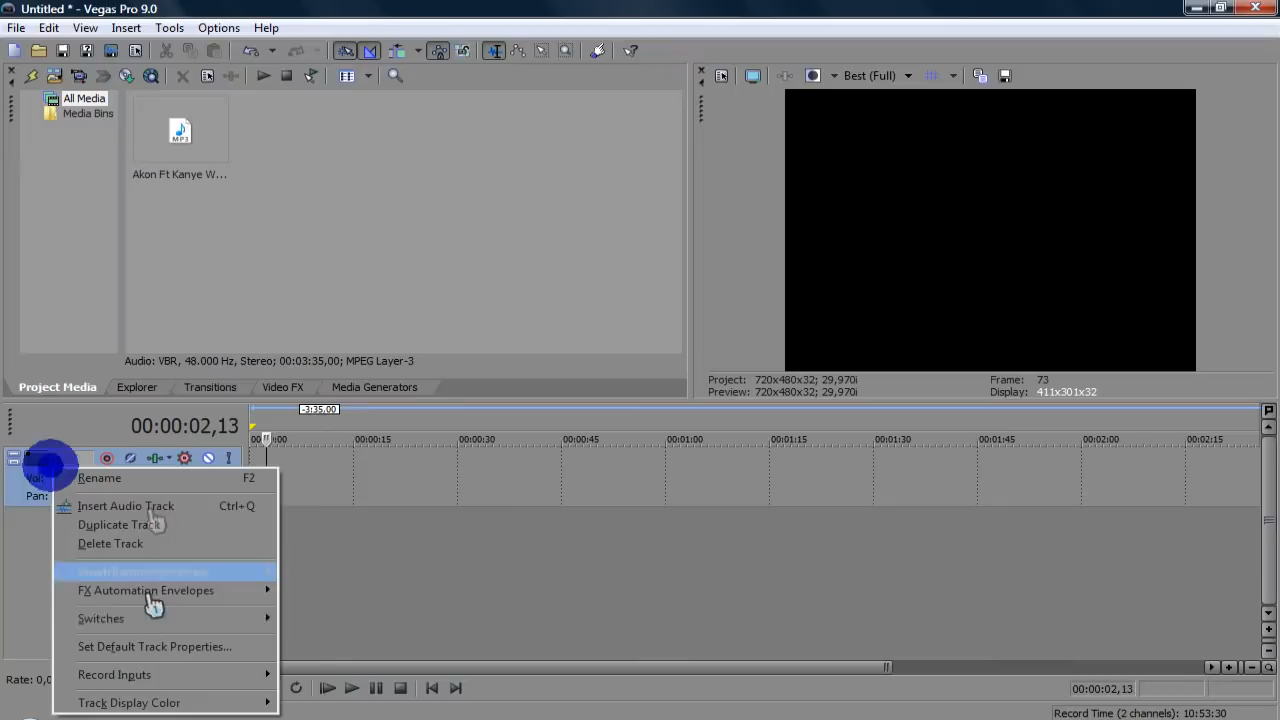 Untitled * - Vegas Pro 9.0
File Edit View Insert Tools Options Help
Best (Full)
All Media
Media Bins
MP3
Akon Ft Kanye W...
Audio: VBR, 48.000 Hz, Stereo; 00:03:35,00; MPEG Layer-3
Project Media Explorer Transitions Video FX Media Generators
Project: 720x480x32; 29,970i Frame: 73
Preview: 720x480x32; 29,970i Display: 411x301x32
-3:35,00
00:00:02,13
00:00:15 00:00:30 00:00:45 00:01:00 00:01:15 00:01:30 00:01:45 00:02:00 00:02:15
Vol:
Pan:
Rename F2
Insert Audio Track Ctrl+Q
Duplicate Track
Delete Track
FX Automation Envelopes
Switches
Set Default Track Properties...
Record Inputs
Track Display Color
Rate: 0,0
00:00:02,13
Record Time (2 channels): 10:53:30